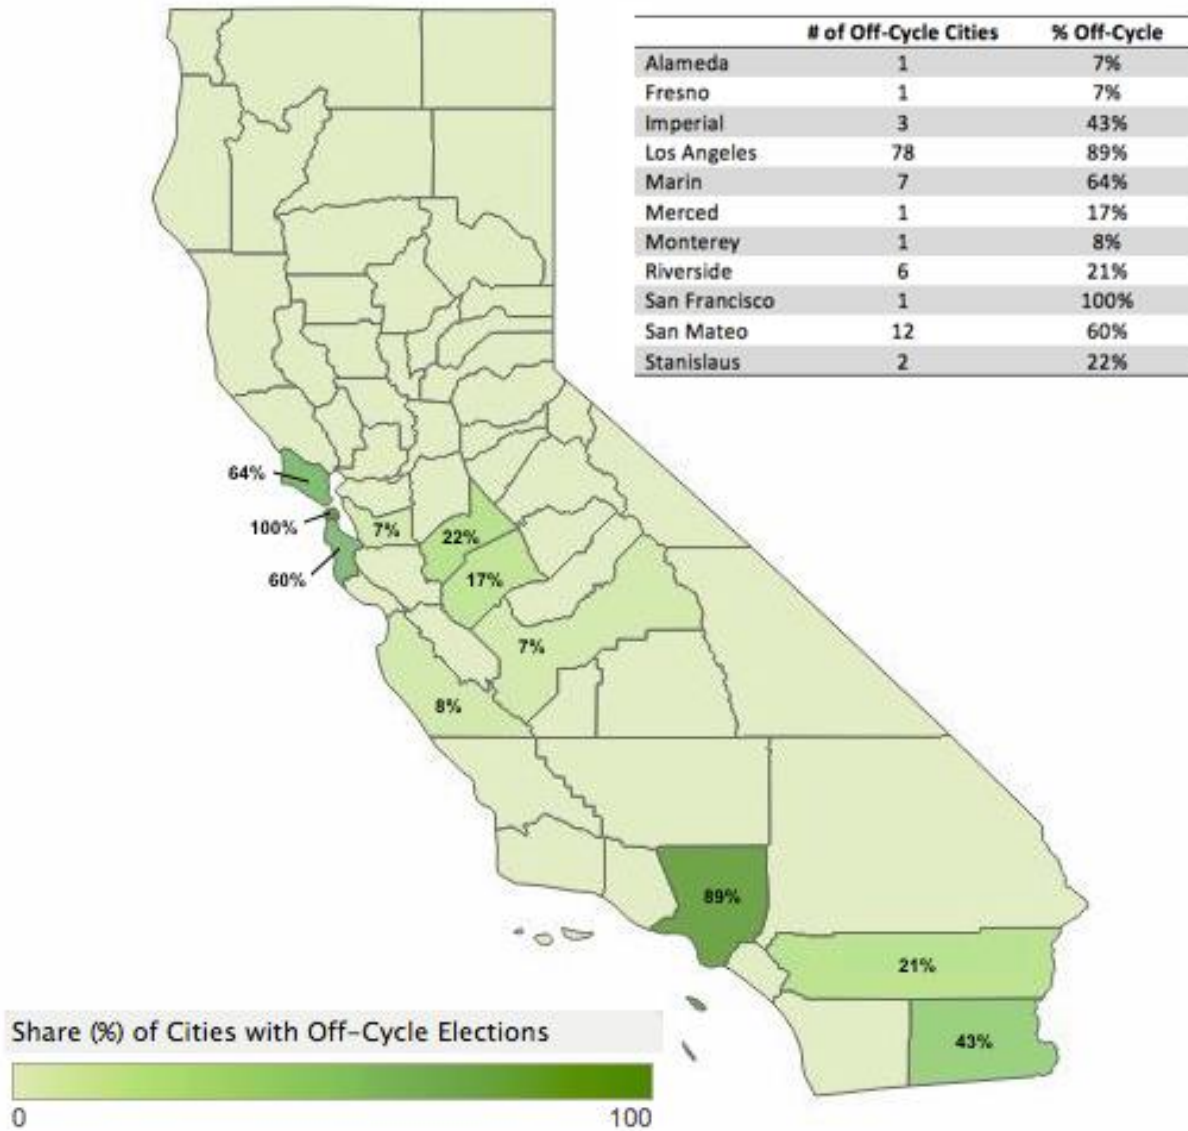 # of Off-Cycle Cities % Off-Cycle
Alameda 1 7%
Fresno 1 7%
Imperial 3 43%
Los Angeles 78 89%
Marin 7 64%
Merced 1 17%
Monterey 1 8%
Riverside 6 21%
San Francisco 1 100%
San Mateo 12 60%
Stanislaus 2 22%
64%
100%
7%
22%
60%
17%
7%
8%
89%
21%
43%
Share (%) of Cities with Off-Cycle Elections
0 100